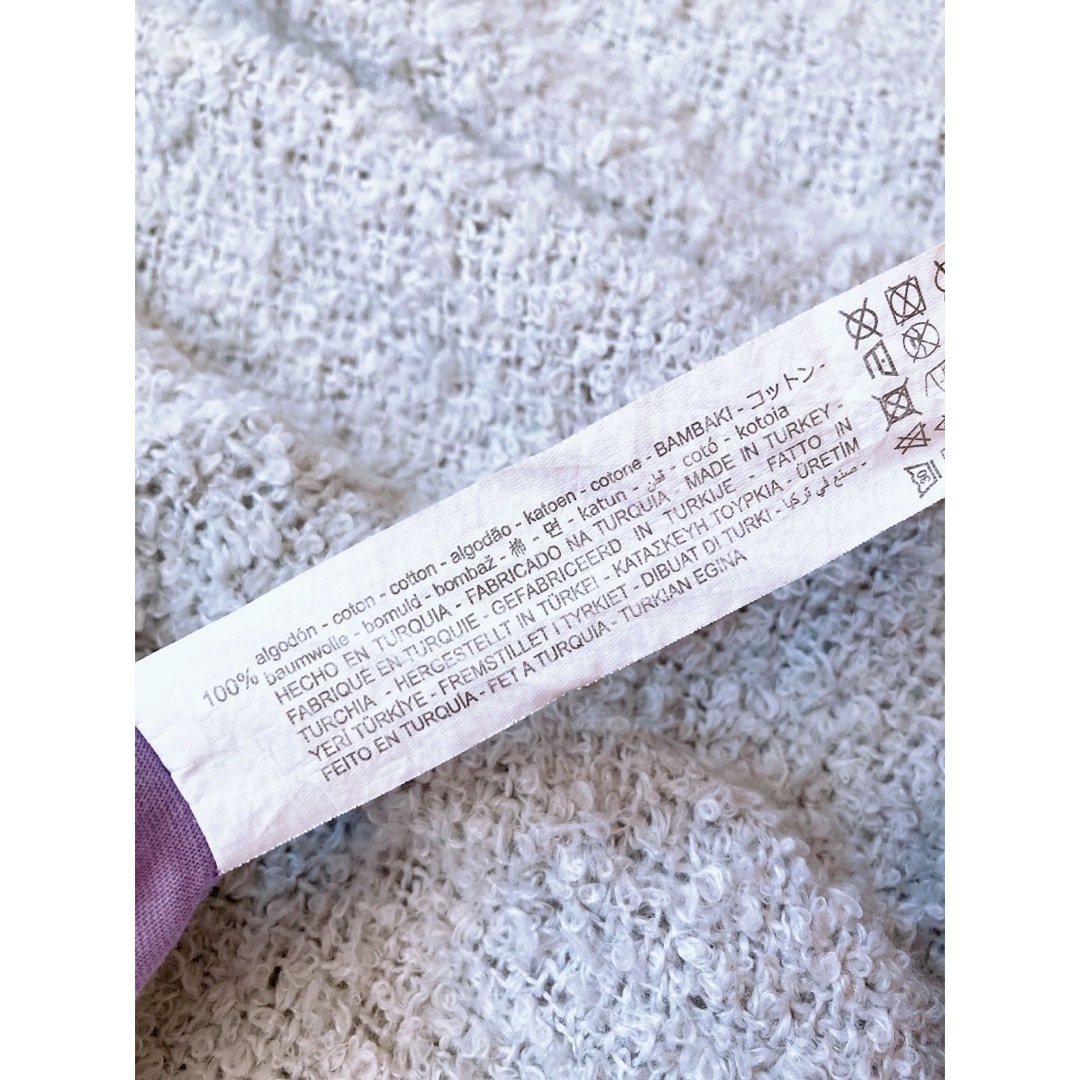 100% algodón - coton - cotton - algodão - katoen - cotone - BAMBAKI - コットン -
baumwolle - bomuld - bombaž - 棉 - 면 - katun - قطن - cotó - kotoia
HECHO EN TURQUIA - FABRICADO NA TURQUIA - MADE IN TURKEY -
FABRIQUE EN TURQUIE - GEFABRICEERD IN TURKIJE - FATTO IN
TURCHIA - HERGESTELLT IN TÜRKEI - ΚΑΤΑΣΚΕΥΗ ΤΟΥΡΚΙΑ - ÜRETİM
YERİ TÜRKİYE - FREMSTILLET I TYRKIET - DIBUAT DI TURKI - صنع في تركيا -
FEITO EN TURQUÍA - FET A TURQUIA - TURKIAN EGINA